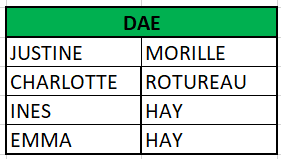 DAE
JUSTINE MORILLE
CHARLOTTE ROTUREAU
INES HAY
EMMA HAY